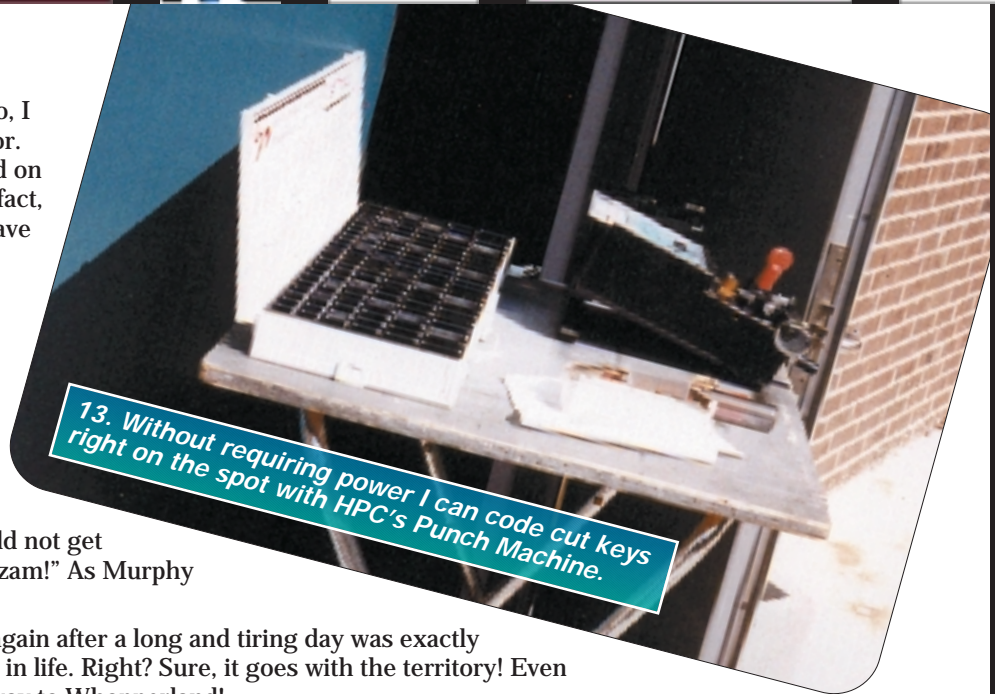 o, I
or.
d on
fact,
ave
13. Without requiring power I can code cut keys
right on the spot with HPC's Punch Machine.
ld not get
zam!” As Murphy
again after a long and tiring day was exactly
in life. Right? Sure, it goes with the territory! Even